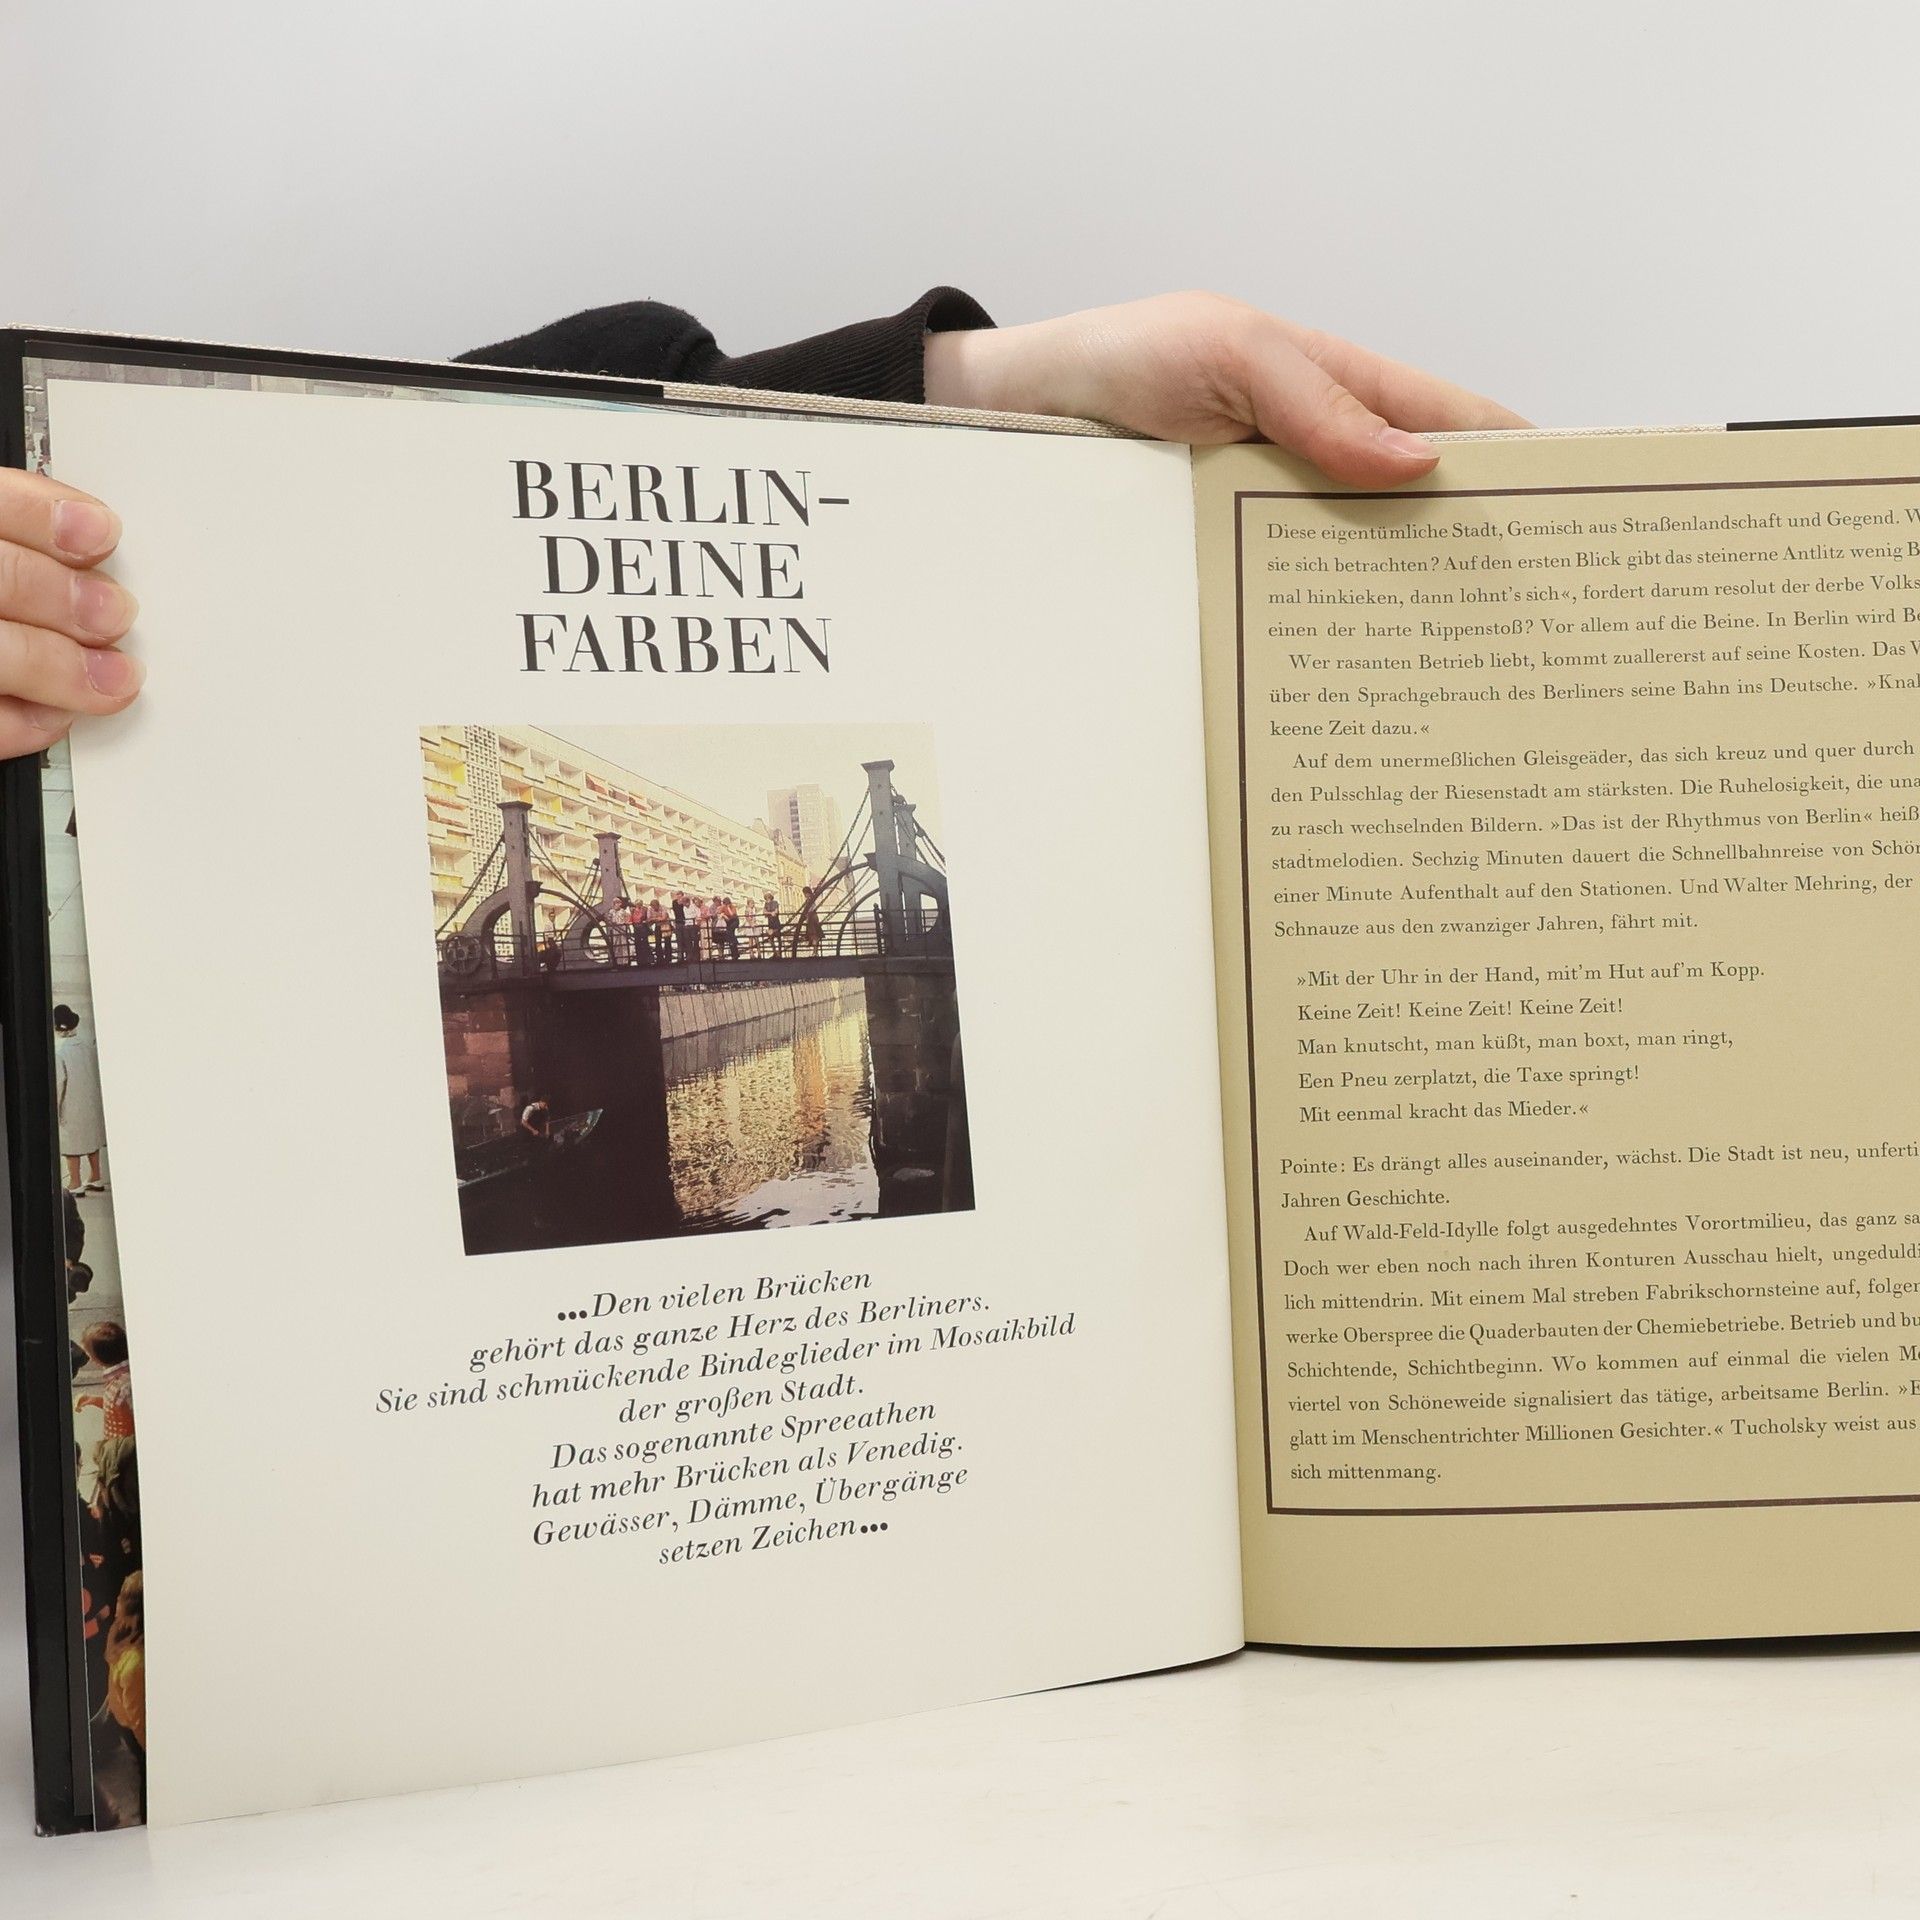 BERLIN–
DEINE
FARBEN
...Den vielen Brücken
gehört das ganze Herz des Berliners.
Sie sind schmückende Bindeglieder im Mosaikbild
der großen Stadt.
Das sogenannte Spreeathen
hat mehr Brücken als Venedig.
Gewässer, Dämme, Übergänge
setzen Zeichen...
Diese eigentümliche Stadt, Gemisch aus Straßenlandschaft und Gegend.
sie sich betrachten? Auf den ersten Blick gibt das steinerne Antlitz wenig
mal hinkieken, dann lohnt's sich«, fordert darum resolut der derbe
einen der harte Rippenstoß? Vor allem auf die Beine. In Berlin wird
Wer rasanten Betrieb liebt, kommt zuallererst auf seine Kosten. Das
über den Sprachgebrauch des Berliners seine Bahn ins Deutsche.
keene Zeit dazu.«
Auf dem unermeßlichen Gleisgeäder, das sich kreuz und quer durch
den Pulsschlag der Riesenstadt am stärksten. Die Ruhelosigkeit, die
zu rasch wechselnden Bildern. »Das ist der Rhythmus von Berlin«
stadtmelodien. Sechzig Minuten dauert die Schnellbahnreise von
einer Minute Aufenthalt auf den Stationen. Und Walter Mehring, der
Schnauze aus den zwanziger Jahren, fährt mit.
»Mit der Uhr in der Hand, mit'm Hut auf'm Kopp.
Keine Zeit! Keine Zeit! Keine Zeit!
Man knutscht, man küßt, man boxt, man ringt,
Een Pneu zerplatzt, die Taxe springt!
Mit eenmal kracht das Mieder.«
Pointe: Es drängt alles auseinander, wächst. Die Stadt ist neu,
Jahren Geschichte.
Auf Wald-Feld-Idylle folgt ausgedehntes Vorortmilieu, das ganz
Doch wer eben noch nach ihren Konturen Ausschau hielt,
lich mittendrin. Mit einem Mal streben Fabrikschornsteine auf,
werke Oberspree die Quaderbauten der Chemiebetriebe. Betrieb und
Schichtende, Schichtbeginn. Wo kommen auf einmal die vielen
viertel von Schöneweide signalisiert das tätige, arbeitsame Berlin.
glatt im Menschentrichter Millionen Gesichter.« Tucholsky weist aus
sich mittenmang.